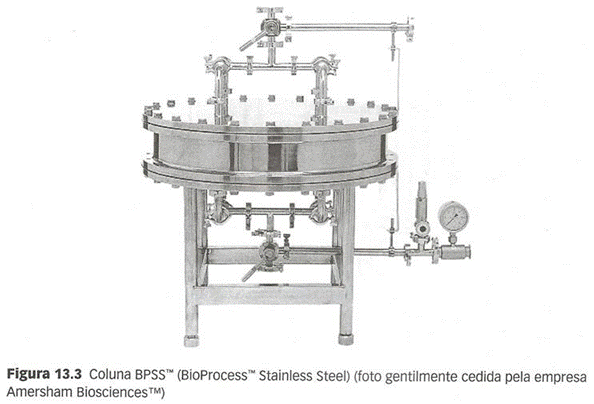 Figura 13.3 Coluna BPSS™ (BioProcess™ Stainless Steel) (foto gentilmente cedida pela empresa
Amersham Biosciences™)